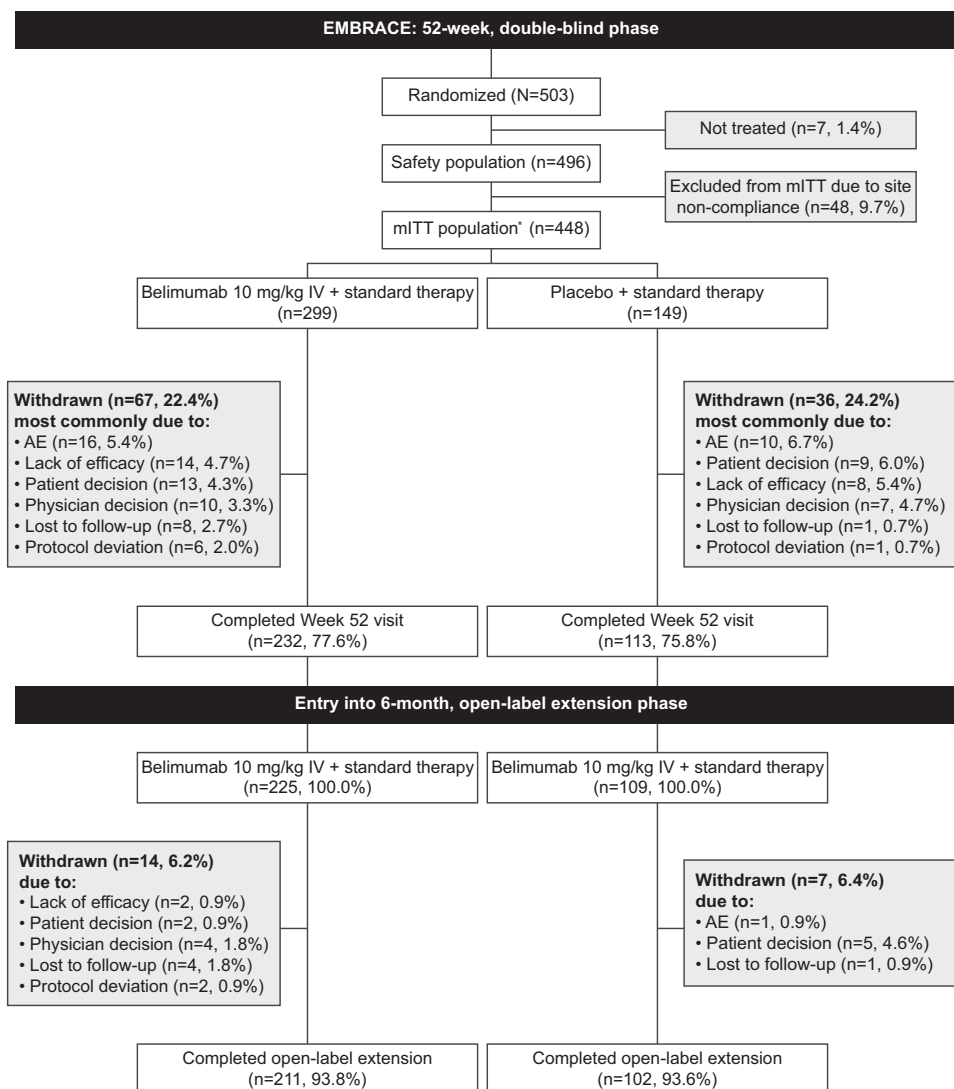 EMBRACE: 52-week, double-blind phase
Randomized (N=503)
Not treated (n=7, 1.4%)
Safety population (n=496)
Excluded from mITT due to site
non-compliance (n=48, 9.7%)
mITT population* (n=448)
Belimumab 10 mg/kg IV + standard therapy
(n=299)
Placebo + standard therapy
(n=149)
Withdrawn (n=67, 22.4%)
most commonly due to:
• AE (n=16, 5.4%)
• Lack of efficacy (n=14, 4.7%)
• Patient decision (n=13, 4.3%)
• Physician decision (n=10, 3.3%)
• Lost to follow-up (n=8, 2.7%)
• Protocol deviation (n=6, 2.0%)
Withdrawn (n=36, 24.2%)
most commonly due to:
• AE (n=10, 6.7%)
• Patient decision (n=9, 6.0%)
• Lack of efficacy (n=8, 5.4%)
• Physician decision (n=7, 4.7%)
• Lost to follow-up (n=1, 0.7%)
• Protocol deviation (n=1, 0.7%)
Completed Week 52 visit
(n=232, 77.6%)
Completed Week 52 visit
(n=113, 75.8%)
Entry into 6-month, open-label extension phase
Belimumab 10 mg/kg IV + standard therapy
(n=225, 100.0%)
Belimumab 10 mg/kg IV + standard therapy
(n=109, 100.0%)
Withdrawn (n=14, 6.2%)
due to:
• Lack of efficacy (n=2, 0.9%)
• Patient decision (n=2, 0.9%)
• Physician decision (n=4, 1.8%)
• Lost to follow-up (n=4, 1.8%)
• Protocol deviation (n=2, 0.9%)
Withdrawn (n=7, 6.4%)
due to:
• AE (n=1, 0.9%)
• Patient decision (n=5, 4.6%)
• Lost to follow-up (n=1, 0.9%)
Completed open-label extension
(n=211, 93.8%)
Completed open-label extension
(n=102, 93.6%)